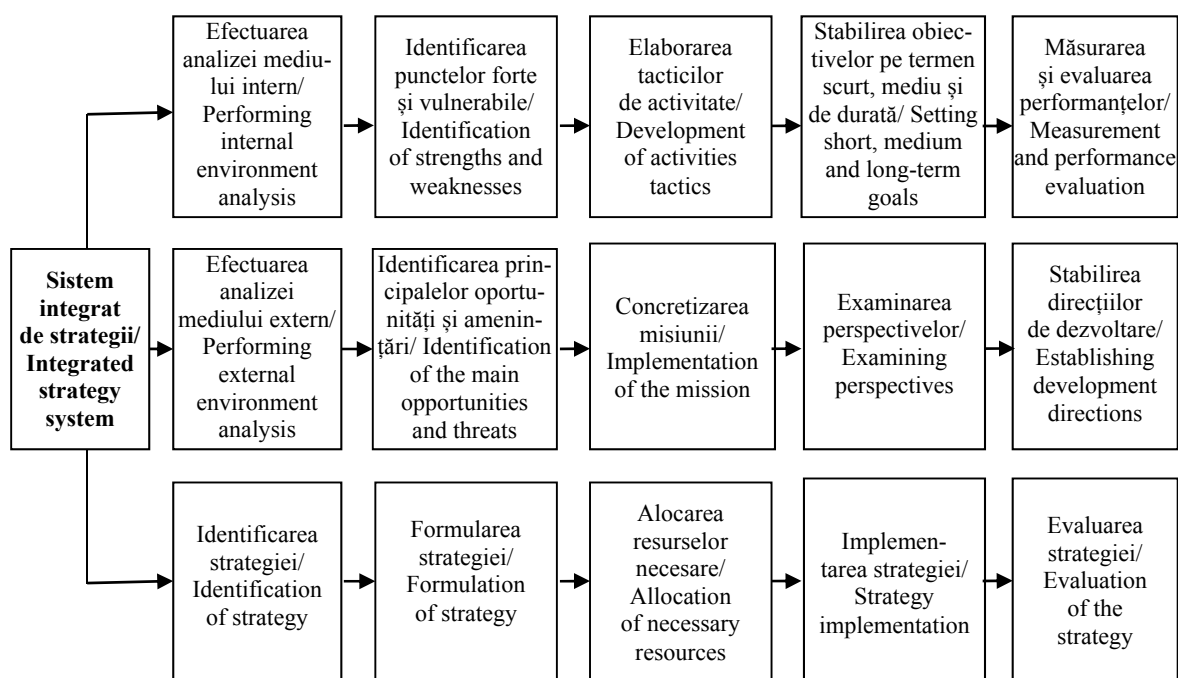 Efectuarea
analizei mediu-
lui intern/
Performing
internal
environment
analysis
Identificarea
punctelor forte
și vulnerabile/
Identification
of strengths and
weaknesses
Elaborarea
tacticilor
de activitate/
Development
of activities
tactics
Stabilirea obiec-
tivelor pe termen
scurt, mediu și
de durată/ Setting
short, medium
and long-term
goals
Măsurarea
și evaluarea
performanțelor/
Measurement
and performance
evaluation
Sistem
integrat
de strategii/
Integrated
strategy
system
Efectuarea
analizei
mediului extern/
Performing
external
environment
analysis
Identificarea prin-
cipalelor oportu-
nități și amenin-
țări/ Identification
of the main
opportunities
and threats
Concretizarea
misiunii/
Implementation
of the mission
Examinarea
perspectivelor/
Examining
perspectives
Stabilirea
direcțiilor
de dezvoltare/
Establishing
development
directions
Identificarea
strategiei/
Identification
of strategy
Formularea
strategiei/
Formulation
of strategy
Alocarea
resurselor
necesare/
Allocation
of necessary
resources
Implemen-
tarea strategiei/
Strategy
implementation
Evaluarea
strategiei/
Evaluation
of the
strategy